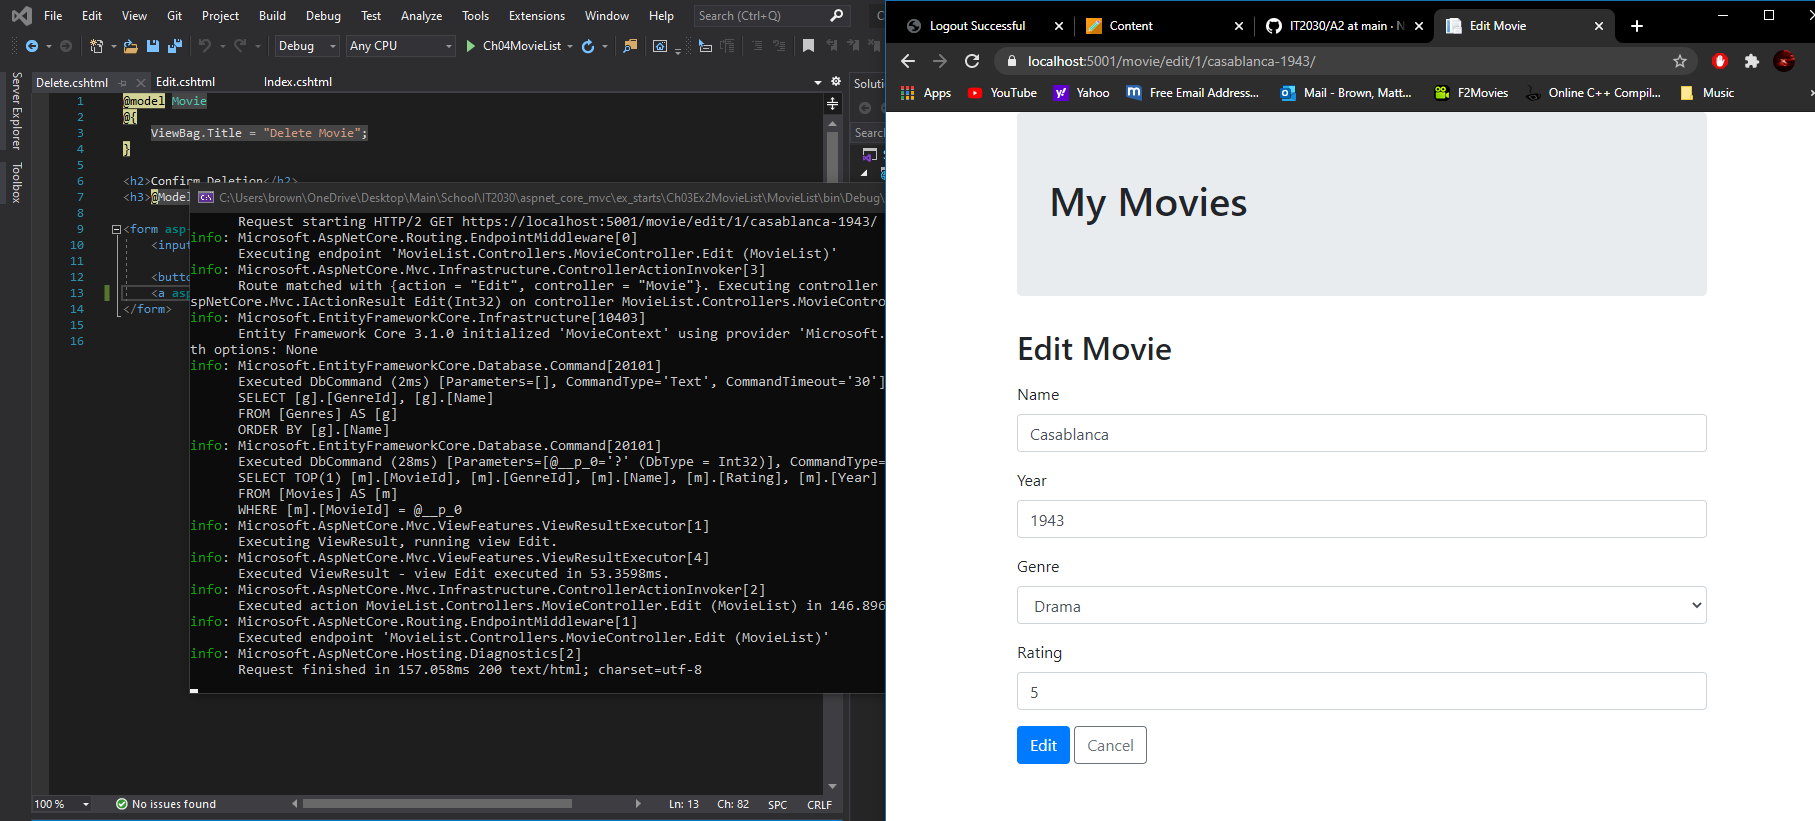 File Edit View Git Project Build Debug Test Analyze Tools Extensions Window Help Search (Ctrl+Q)
Debug Any CPU Ch04MovieList
Server Explorer
Toolbox
Delete.cshtml Edit.cshtml Index.cshtml
Solutio
Search
1 @model Movie
2 @{
3 ViewBag.Title = "Delete Movie";
4 }
5
6 <h2>Confirm Deletion</h2>
7 <h3>@Model
8
9 <form asp
10 <input
11
12 <butto
13 <a asp
14 </form>
15
16
C:\Users\brown\OneDrive\Desktop\Main\School\IT2030\aspnet_core_mvc\ex_starts\Ch03Ex2MovieList\MovieList\bin\Debug\
Request starting HTTP/2 GET https://localhost:5001/movie/edit/1/casablanca-1943/
info: Microsoft.AspNetCore.Routing.EndpointMiddleware[0]
Executing endpoint 'MovieList.Controllers.MovieController.Edit (MovieList)'
info: Microsoft.AspNetCore.Mvc.Infrastructure.ControllerActionInvoker[3]
Route matched with {action = "Edit", controller = "Movie"}. Executing controller
spNetCore.Mvc.IActionResult Edit(Int32) on controller MovieList.Controllers.MovieContro
info: Microsoft.EntityFrameworkCore.Infrastructure[10403]
Entity Framework Core 3.1.0 initialized 'MovieContext' using provider 'Microsoft.
th options: None
info: Microsoft.EntityFrameworkCore.Database.Command[20101]
Executed DbCommand (2ms) [Parameters=[], CommandType='Text', CommandTimeout='30']
SELECT [g].[GenreId], [g].[Name]
FROM [Genres] AS [g]
ORDER BY [g].[Name]
info: Microsoft.EntityFrameworkCore.Database.Command[20101]
Executed DbCommand (28ms) [Parameters=[@__p_0='?' (DbType = Int32)], CommandType=
SELECT TOP(1) [m].[MovieId], [m].[GenreId], [m].[Name], [m].[Rating], [m].[Year]
FROM [Movies] AS [m]
WHERE [m].[MovieId] = @__p_0
info: Microsoft.AspNetCore.Mvc.ViewFeatures.ViewResultExecutor[1]
Executing ViewResult, running view Edit.
info: Microsoft.AspNetCore.Mvc.ViewFeatures.ViewResultExecutor[4]
Executed ViewResult - view Edit executed in 53.3598ms.
info: Microsoft.AspNetCore.Mvc.Infrastructure.ControllerActionInvoker[2]
Executed action MovieList.Controllers.MovieController.Edit (MovieList) in 146.896
info: Microsoft.AspNetCore.Routing.EndpointMiddleware[1]
Executed endpoint 'MovieList.Controllers.MovieController.Edit (MovieList)'
info: Microsoft.AspNetCore.Hosting.Diagnostics[2]
Request finished in 157.058ms 200 text/html; charset=utf-8
100 % No issues found Ln: 13 Ch: 82 SPC CRLF
Logout Successful Content IT2030/A2 at main · N Edit Movie
localhost:5001/movie/edit/1/casablanca-1943/
Apps YouTube Yahoo Free Email Address... Mail - Brown, Matt... F2Movies Online C++ Compil... Music
My Movies
Edit Movie
Name
Casablanca
Year
1943
Genre
Drama
Rating
5
Edit Cancel